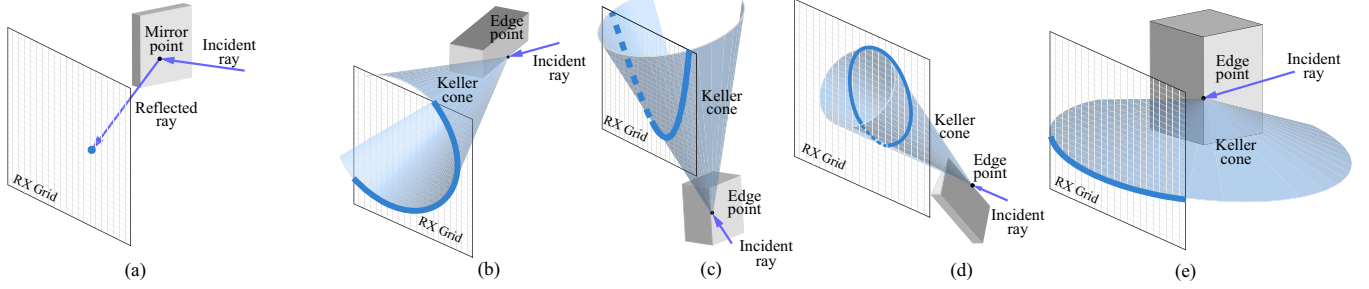 Mirror
point
Incident
ray
Reflected
ray
RX Grid
(a)
Edge
point
Incident
ray
Keller
cone
RX Grid
(b)
Keller
cone
RX Grid
Edge
point
Incident
ray
(c)
Keller
cone
RX Grid
Edge
point
Incident
ray
(d)
Edge
point
Incident
ray
Keller
cone
RX Grid
(e)